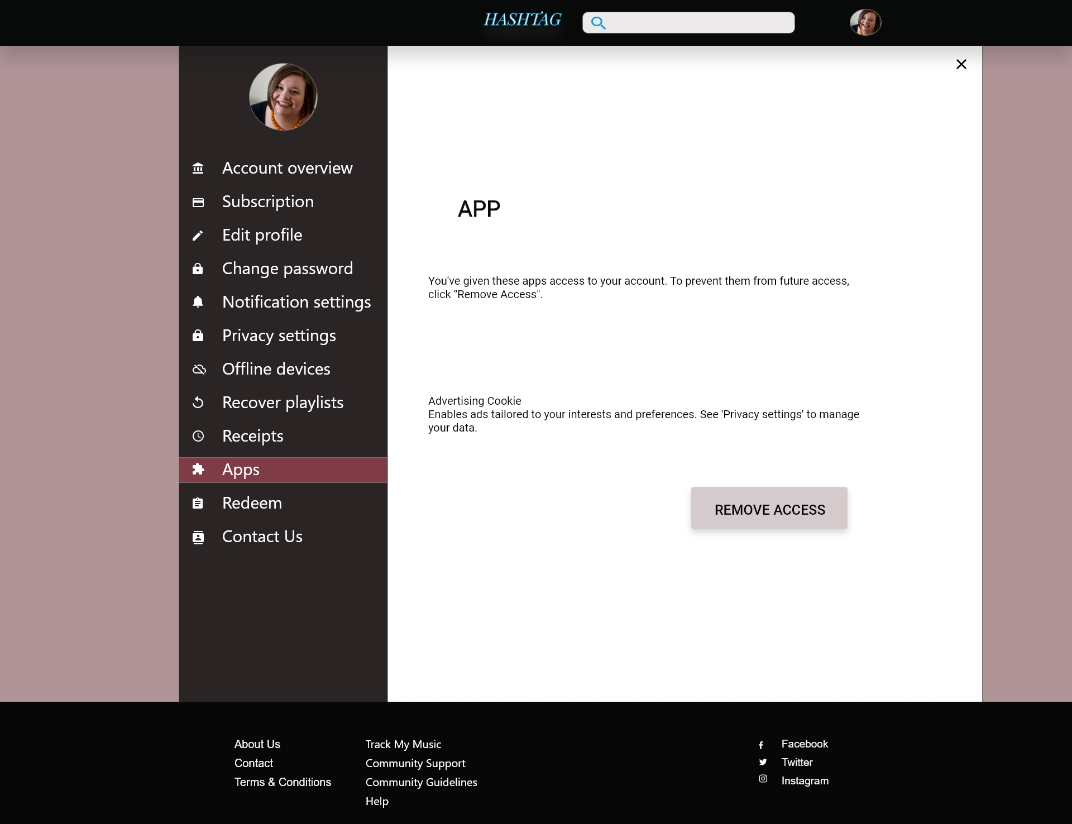 HASHTAG
Account overview
Subscription
Edit profile
Change password
Notification settings
Privacy settings
Offline devices
Recover playlists
Receipts
Apps
Redeem
Contact Us
APP
You've given these apps access to your account. To prevent them from future access,
click "Remove Access".
Advertising Cookie
Enables ads tailored to your interests and preferences. See 'Privacy settings' to manage
your data.
REMOVE ACCESS
About Us
Contact
Terms & Conditions
Track My Music
Community Support
Community Guidelines
Help
Facebook
Twitter
Instagram